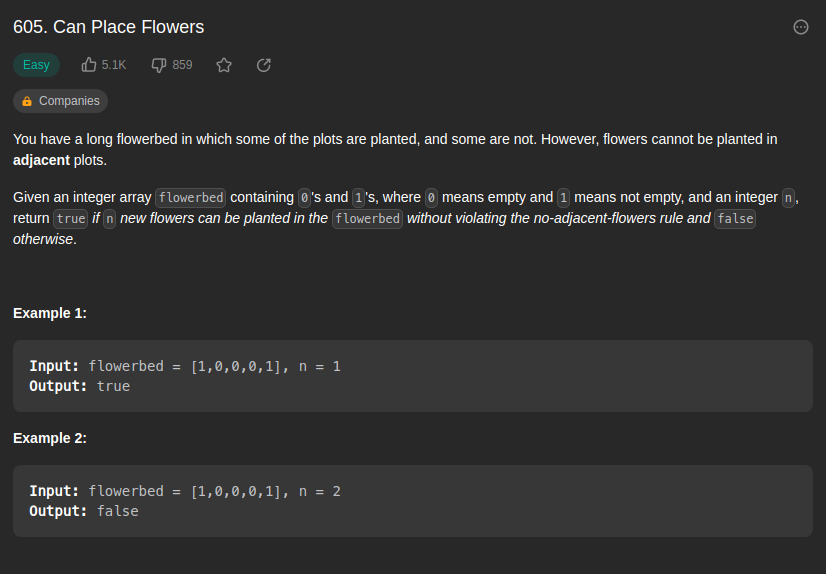 605. Can Place Flowers
Easy 5.1K 859
Companies
You have a long flowerbed in which some of the plots are planted, and some are not. However, flowers cannot be planted in
adjacent plots.
Given an integer array flowerbed containing 0's and 1's, where 0 means empty and 1 means not empty, and an integer n,
return true if n new flowers can be planted in the flowerbed without violating the no-adjacent-flowers rule and false
otherwise.
Example 1:
Input: flowerbed = [1,0,0,0,1], n = 1
Output: true
Example 2:
Input: flowerbed = [1,0,0,0,1], n = 2
Output: false